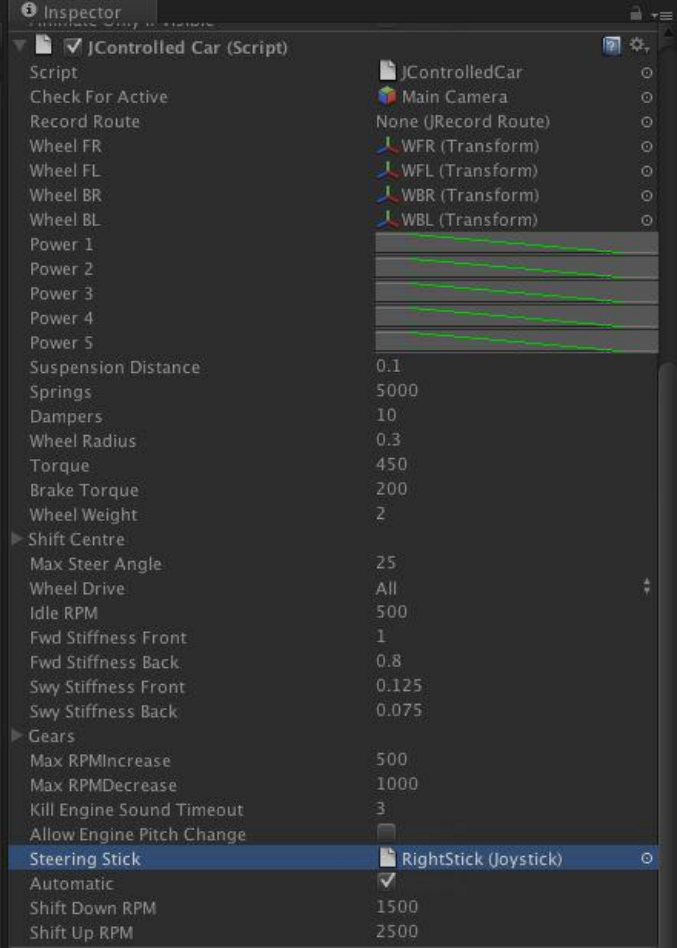 Inspector
Animate Only If Visible
JControlled Car (Script)
Script JControlledCar
Check For Active Main Camera
Record Route None (JRecord Route)
Wheel FR WFR (Transform)
Wheel FL WFL (Transform)
Wheel BR WBR (Transform)
Wheel BL WBL (Transform)
Power 1
Power 2
Power 3
Power 4
Power 5
Suspension Distance 0.1
Springs 5000
Dampers 10
Wheel Radius 0.3
Torque 450
Brake Torque 200
Wheel Weight 2
Shift Centre
Max Steer Angle 25
Wheel Drive All
Idle RPM 500
Fwd Stiffness Front 1
Fwd Stiffness Back 0.8
Swy Stiffness Front 0.125
Swy Stiffness Back 0.075
Gears
Max RPMIncrease 500
Max RPMDecrease 1000
Kill Engine Sound Timeout 3
Allow Engine Pitch Change
Steering Stick RightStick (Joystick)
Automatic
Shift Down RPM 1500
Shift Up RPM 2500